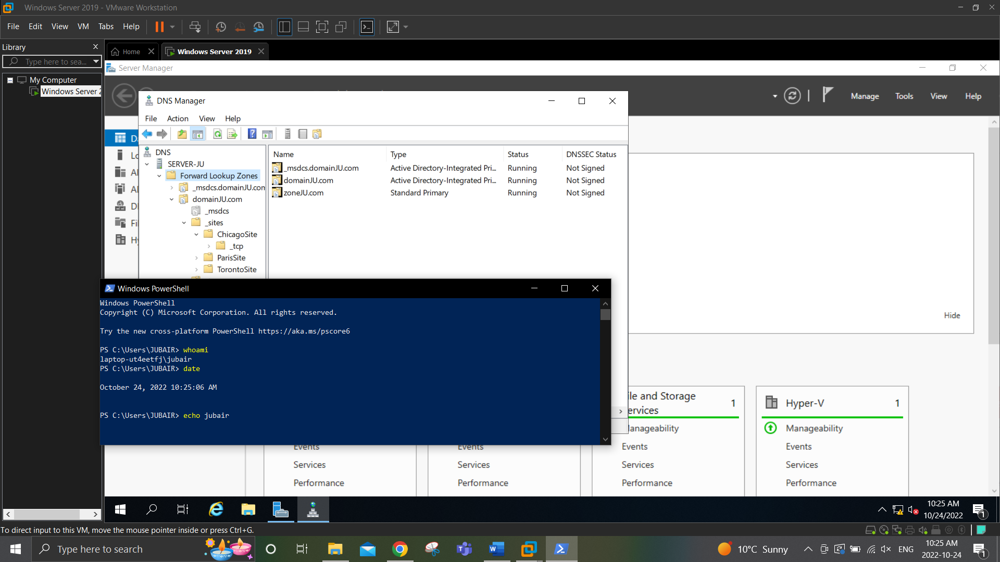 Windows Server 2019 - VMware Workstation
File Edit View VM Tabs Help
Library
Home
Windows Server 2019
Type here to sea...
Server Manager
My Computer
Windows Server 2
DNS Manager
Manage Tools View Help
File Action View Help
DNS
SERVER-JU
Forward Lookup Zones
_msdcs.domainJU.com
domainJU.com
_msdcs
_sites
ChicagoSite
_tcp
ParisSite
TorontoSite
Name Type Status DNSSEC Status
_msdcs.domainJU.com Active Directory-Integrated Pri... Running Not Signed
domainJU.com Active Directory-Integrated Pri... Running Not Signed
zoneJU.com Standard Primary Running Not Signed
Windows PowerShell
Windows PowerShell
Copyright (C) Microsoft Corporation. All rights reserved.
Try the new cross-platform PowerShell https://aka.ms/pscore6
PS C:\Users\JUBAIR> whoami
laptop-ut4eetfj\jubair
PS C:\Users\JUBAIR> date
October 24, 2022 10:25:06 AM
PS C:\Users\JUBAIR> echo jubair
Hide
ile and Storage
ervices
1
Hyper-V 1
anageability
Manageability
Events Events Events Events
Services Services Services Services
Performance Performance Performance Performance
10:25 AM
10/24/2022
1
To direct input to this VM, move the mouse pointer inside or press Ctrl+G.
Type here to search
10°C Sunny
ENG
10:25 AM
2022-10-24
1